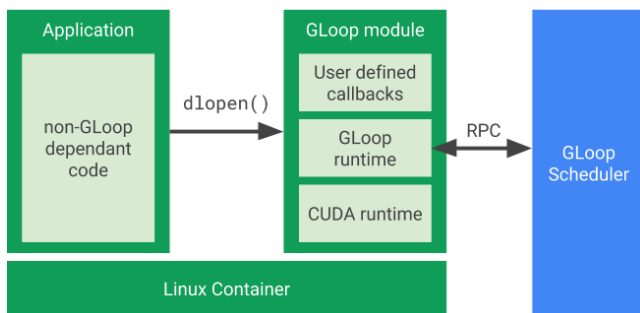 Application
non-GLoop
dependant
code
dlopen()
GLoop module
User defined
callbacks
GLoop
runtime
CUDA runtime
RPC
GLoop
Scheduler
Linux Container